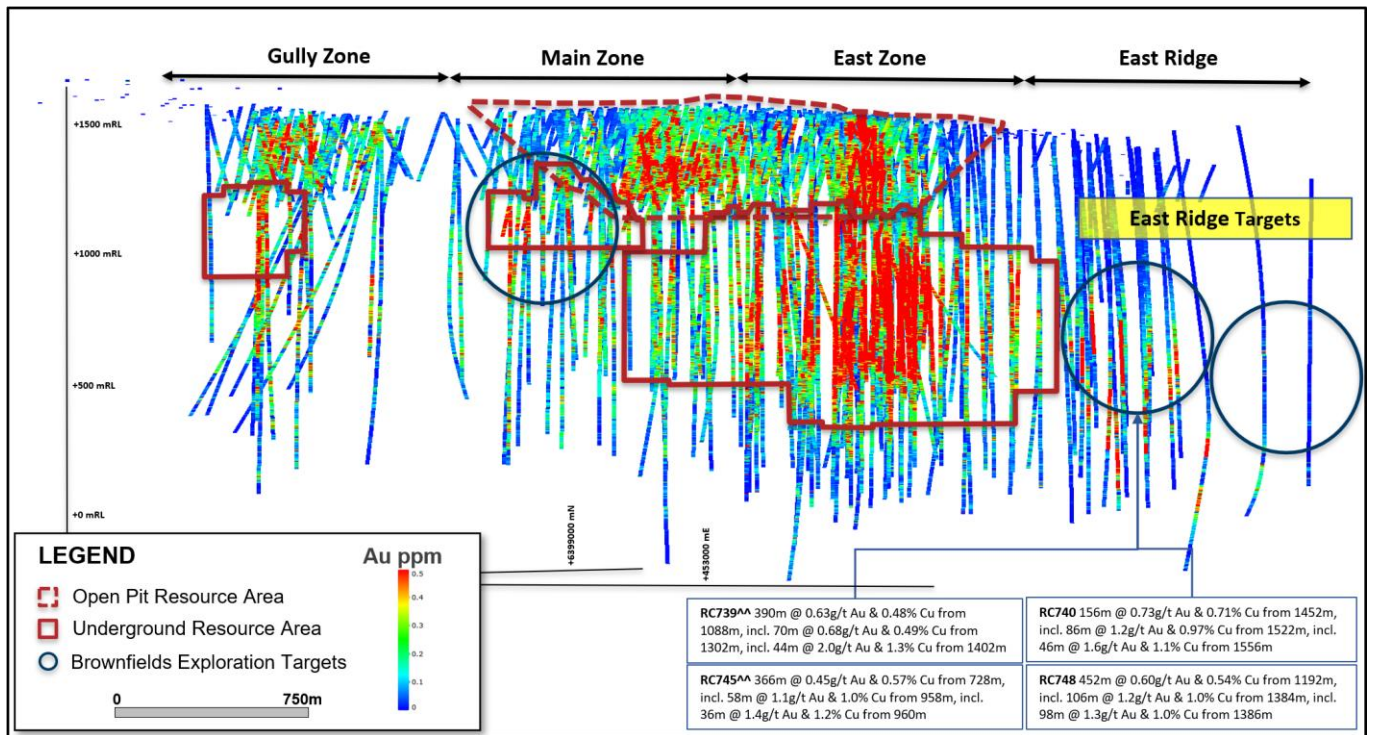 Gully Zone
Main Zone
East Zone
East Ridge
+1500 mRL
East Ridge Targets
+1000 mRL
+500 mRL
+0 mRL
+6399000 mN
+453000 mE
LEGEND
Au ppm
0.5
0.4
0.3
0.2
0.1
0
Open Pit Resource Area
Underground Resource Area
Brownfields Exploration Targets
0
750m
RC739^^ 390m @ 0.63g/t Au & 0.48% Cu from
1088m, incl. 70m @ 0.68g/t Au & 0.49% Cu from
1302m, incl. 44m @ 2.0g/t Au & 1.3% Cu from 1402m
RC740 156m @ 0.73g/t Au & 0.71% Cu from 1452m,
incl. 86m @ 1.2g/t Au & 0.97% Cu from 1522m, incl.
46m @ 1.6g/t Au & 1.1% Cu from 1556m
RC745^^ 366m @ 0.45g/t Au & 0.57% Cu from 728m,
incl. 58m @ 1.1g/t Au & 1.0% Cu from 958m, incl.
36m @ 1.4g/t Au & 1.2% Cu from 960m
RC748 452m @ 0.60g/t Au & 0.54% Cu from 1192m,
incl. 106m @ 1.2g/t Au & 1.0% Cu from 1384m, incl.
98m @ 1.3g/t Au & 1.0% Cu from 1386m